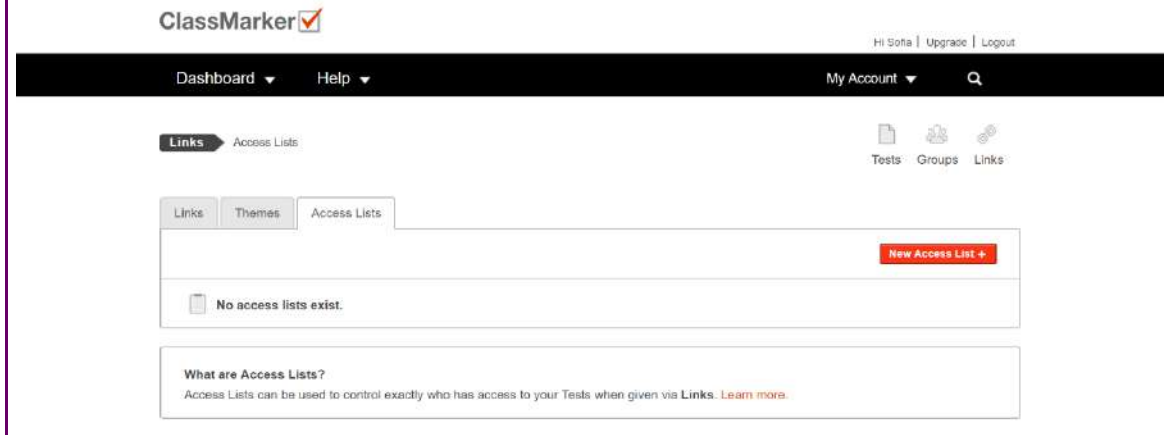 ClassMarker
Hi Sofia | Upgrade | Logout
Dashboard Help My Account
Links Access Lists
Tests Groups Links
Links Themes Access Lists
New Access List +
No access lists exist.
What are Access Lists?
Access Lists can be used to control exactly who has access to your Tests when given via Links. Learn more.